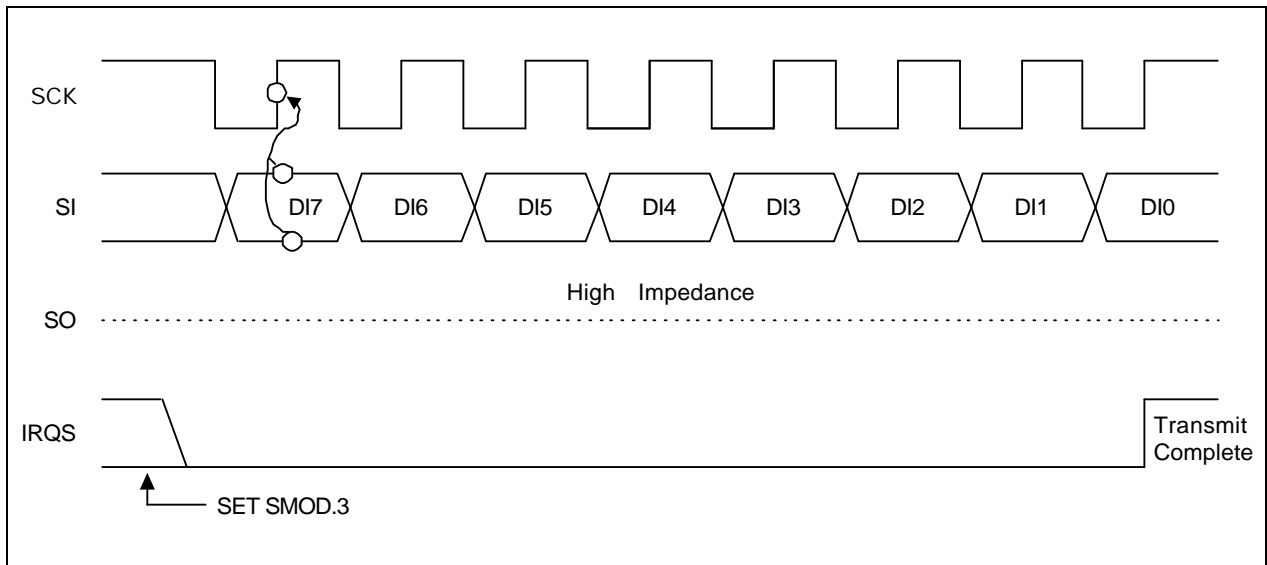 SCK
SI
DI7 DI6 DI5 DI4 DI3 DI2 DI1 DI0
High Impedance
SO
IRQS
Transmit
Complete
SET SMOD.3